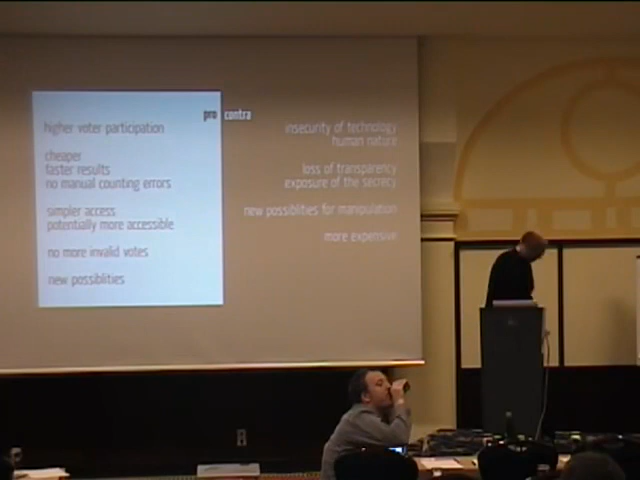 pro contra
higher voter participation
cheaper
faster results
no manual counting errors
simpler access
potentially more accessible
no more invalid votes
new possiblities
insecurity of technology
human nature
loss of transparency
exposure of the secrecy
new possiblities for manipulation
more expensive